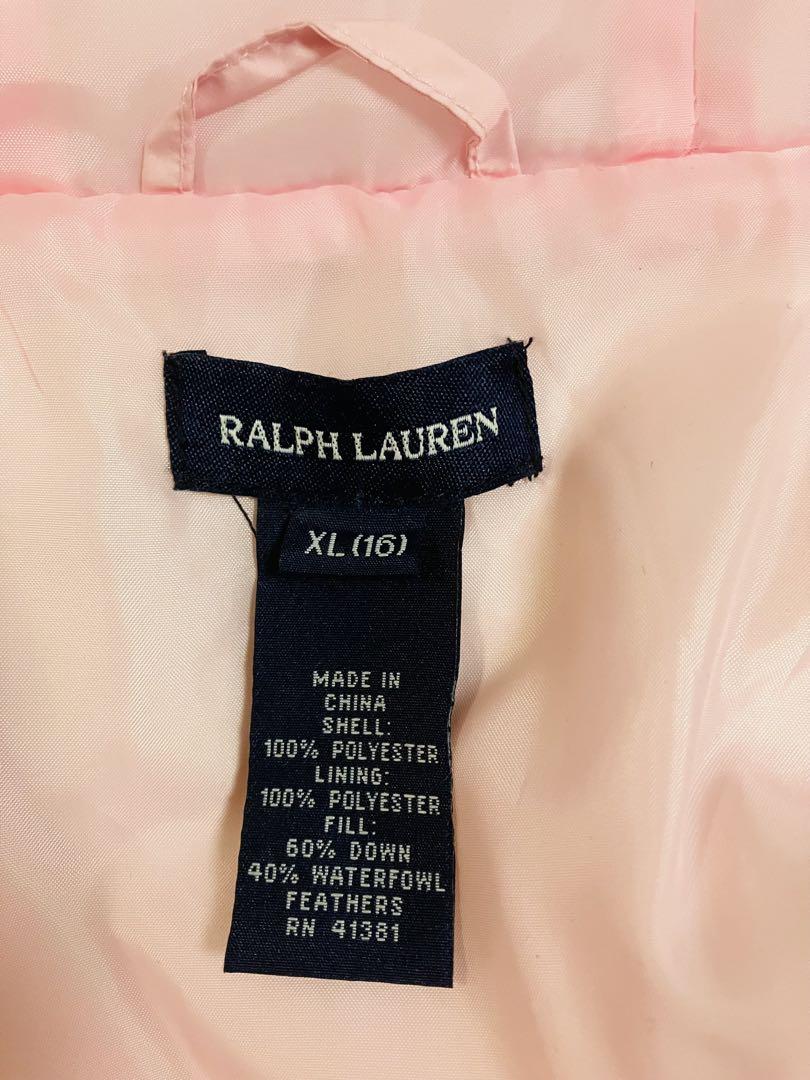 RALPH LAUREN
XL (16)
MADE IN
CHINA
SHELL:
100% POLYESTER
LINING:
100% POLYESTER
FILL:
60% DOWN
40% WATERFOWL
FEATHERS
RN 41381